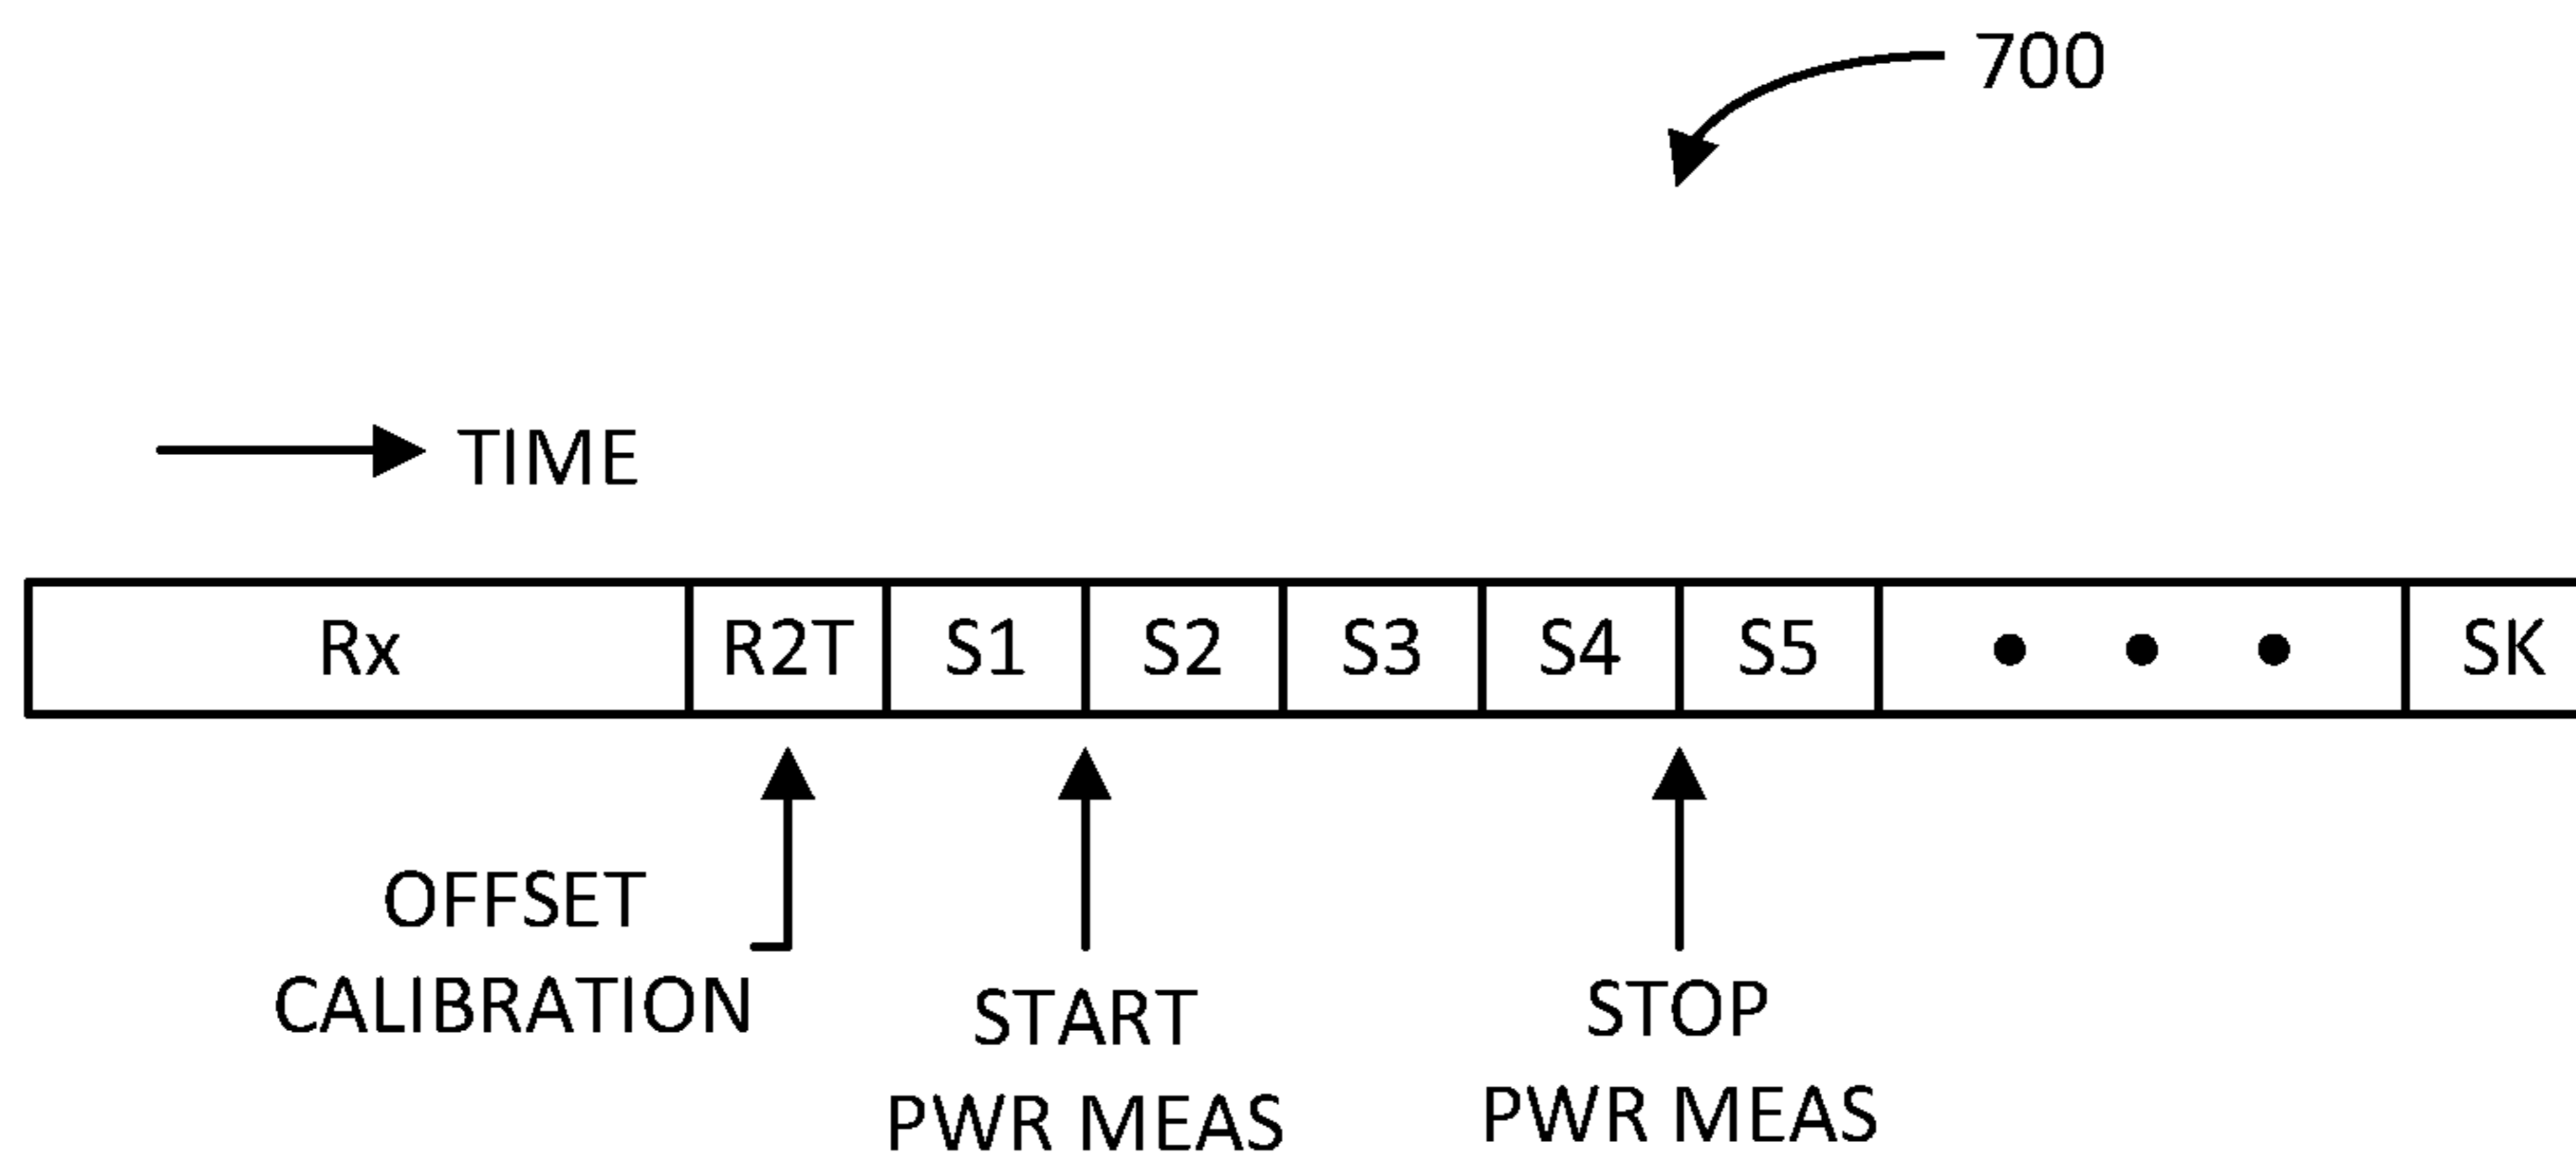 700
TIME
Rx R2T S1 S2 S3 S4 S5 • • • SK
OFFSET
CALIBRATION
START
PWR MEAS
STOP
PWR MEAS